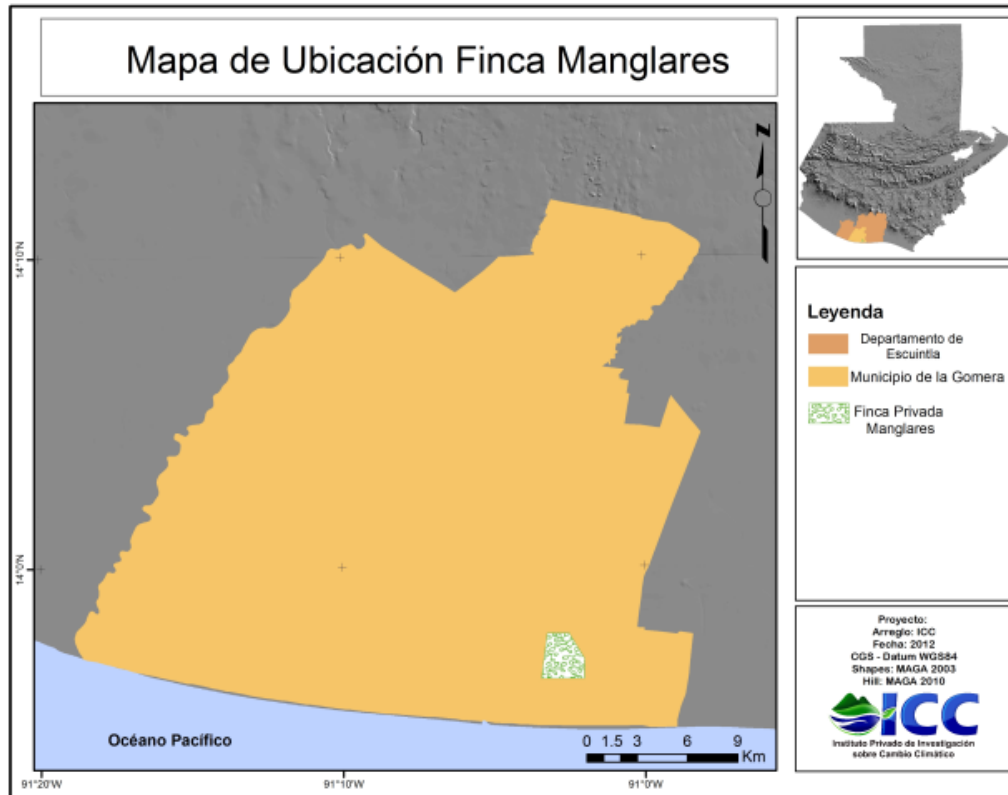 Mapa de Ubicación Finca Manglares
N
14°10'N
14°0'N
Océano Pacífico
0 1.5 3 6 9
Km
91°20'W
91°10'W
91°0'W
Leyenda
Departamento de
Escuintla
Municipio de la Gomera
Finca Privada
Manglares
Proyecto:
Arreglo: ICC
Fecha: 2012
CGS - Datum WGS84
Shapes: MAGA 2003
Hill: MAGA 2010
ICC
Instituto Privado de Investigación
sobre Cambio Climático